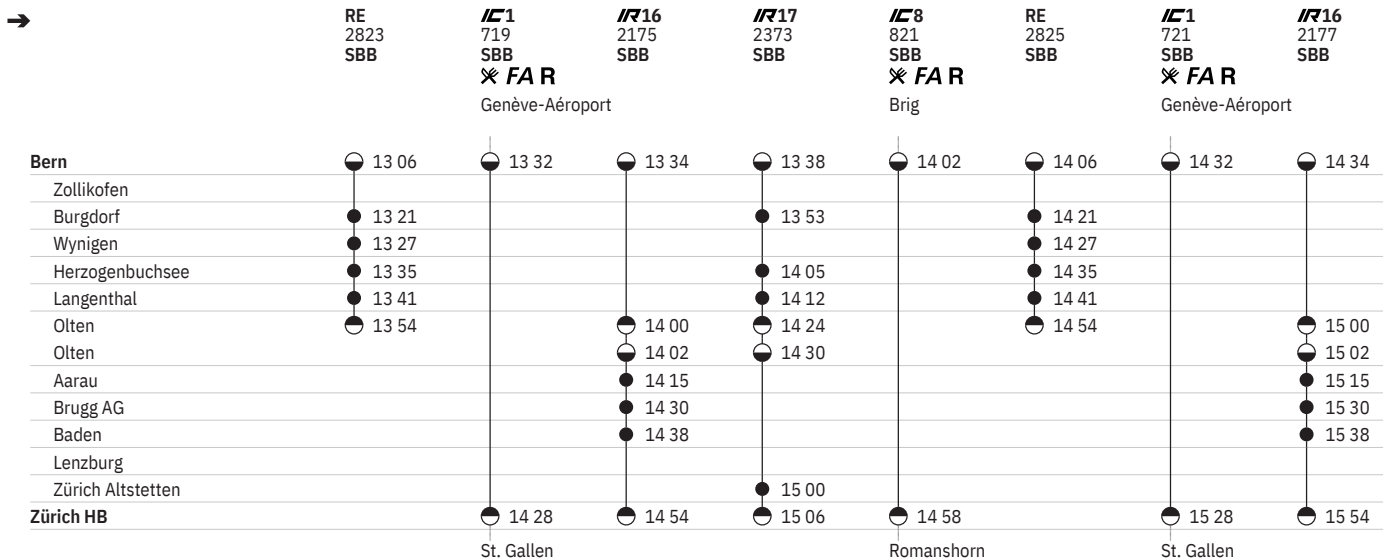 ➔ RE IC1 IR16 IR17 IC8 RE IC1 IR16
2823 719 2175 2373 821 2825 721 2177
SBB SBB SBB SBB SBB SBB SBB SBB
FA R FA R FA R
Genève-Aéroport Brig Genève-Aéroport
Bern 13 06 13 32 13 34 13 38 14 02 14 06 14 32 14 34
Zollikofen
Burgdorf 13 21 13 53 14 21
Wynigen 13 27 14 27
Herzogenbuchsee 13 35 14 05 14 35
Langenthal 13 41 14 12 14 41
Olten 13 54 14 00 14 24 14 54 15 00
Olten 14 02 14 30 15 02
Aarau 14 15 15 15
Brugg AG 14 30 15 30
Baden 14 38 15 38
Lenzburg
Zürich Altstetten 15 00
Zürich HB 14 28 14 54 15 06 14 58 15 28 15 54
St. Gallen Romanshorn St. Gallen